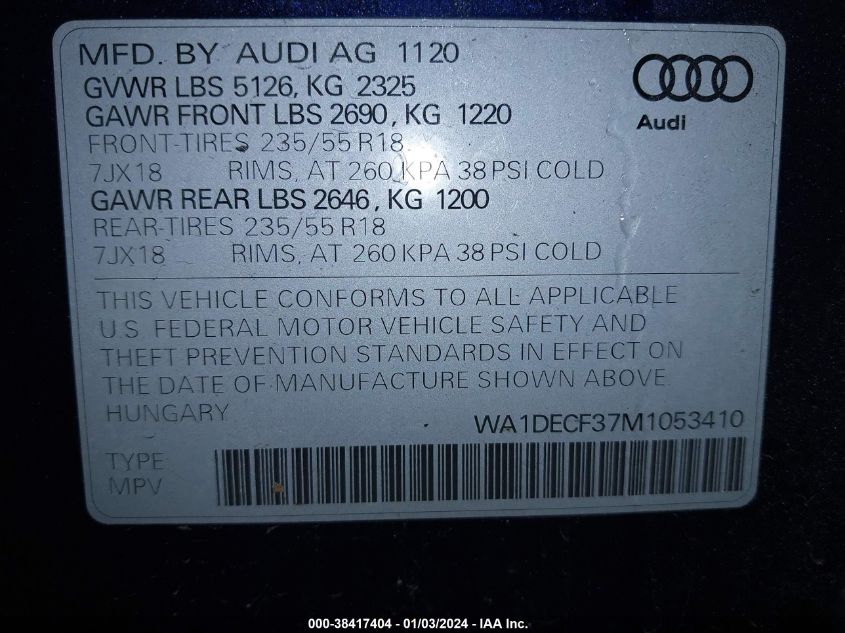 MFD. BY AUDI AG 1120
GVWR LBS 5126, KG 2325
GAWR FRONT LBS 2690, KG 1220
FRONT-TIRES 235/55 R18
7JX18 RIMS, AT 260 KPA 38 PSI COLD
GAWR REAR LBS 2646, KG 1200
REAR-TIRES 235/55 R18
7JX18 RIMS, AT 260 KPA 38 PSI COLD
Audi
THIS VEHICLE CONFORMS TO ALL APPLICABLE
U.S. FEDERAL MOTOR VEHICLE SAFETY AND
THEFT PREVENTION STANDARDS IN EFFECT ON
THE DATE OF MANUFACTURE SHOWN ABOVE
HUNGARY
WA1DECF37M1053410
TYPE
MPV
000-38417404 - 01/03/2024 - IAA Inc.